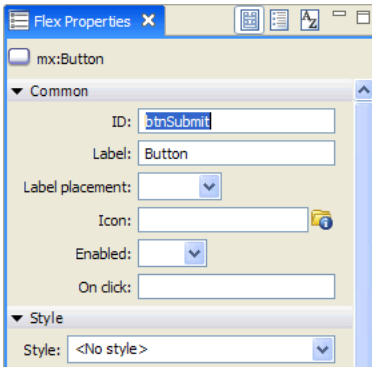 Flex Properties
mx:Button
Common
ID: btnSubmit
Label: Button
Label placement:
Icon:
Enabled:
On click:
Style
Style: <No style>